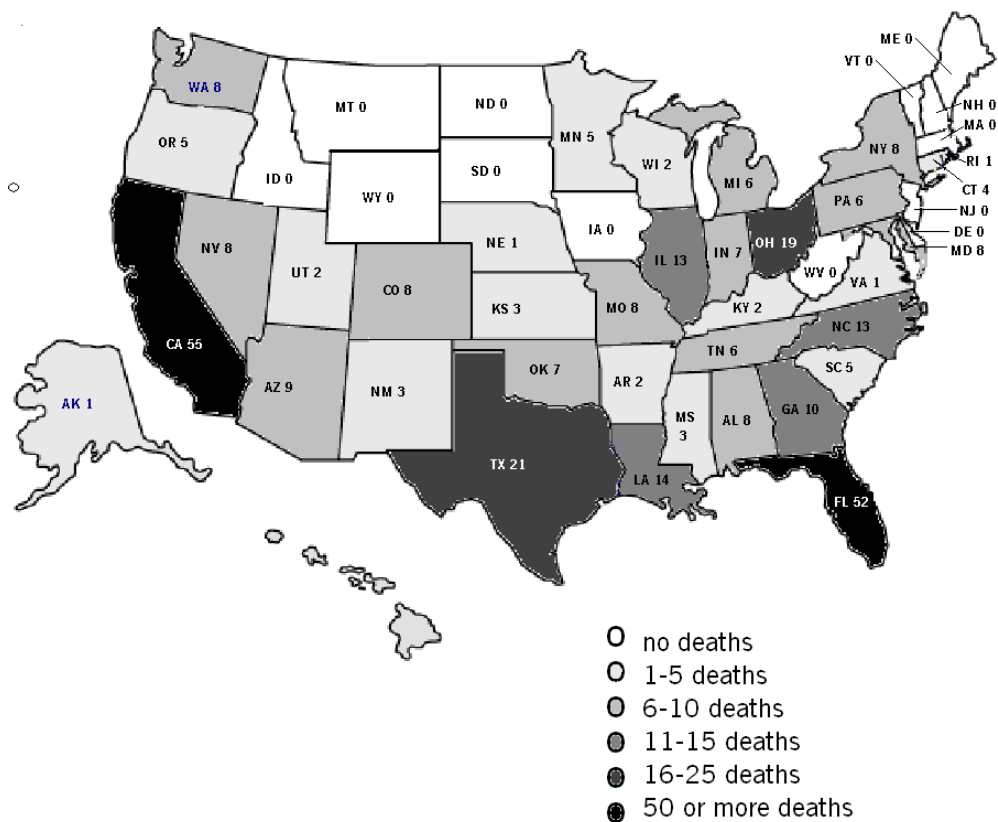 ME 0
VT 0
WA 8
MT 0
ND 0
NH 0
MA 0
OR 5
MN 5
NY 8
RI 1
ID 0
SD 0
WI 2
MI 6
CT 4
WY 0
PA 6
NJ 0
IA 0
DE 0
NV 8
NE 1
IL 13
IN 7
OH 19
MD 8
UT 2
WV 0
VA 1
CO 8
KS 3
MO 8
KY 2
NC 13
CA 55
TN 6
AZ 9
NM 3
OK 7
AR 2
SC 5
AK 1
MS
3
AL 8
GA 10
TX 21
LA 14
FL 52
no deaths
1-5 deaths
6-10 deaths
11-15 deaths
16-25 deaths
50 or more deaths